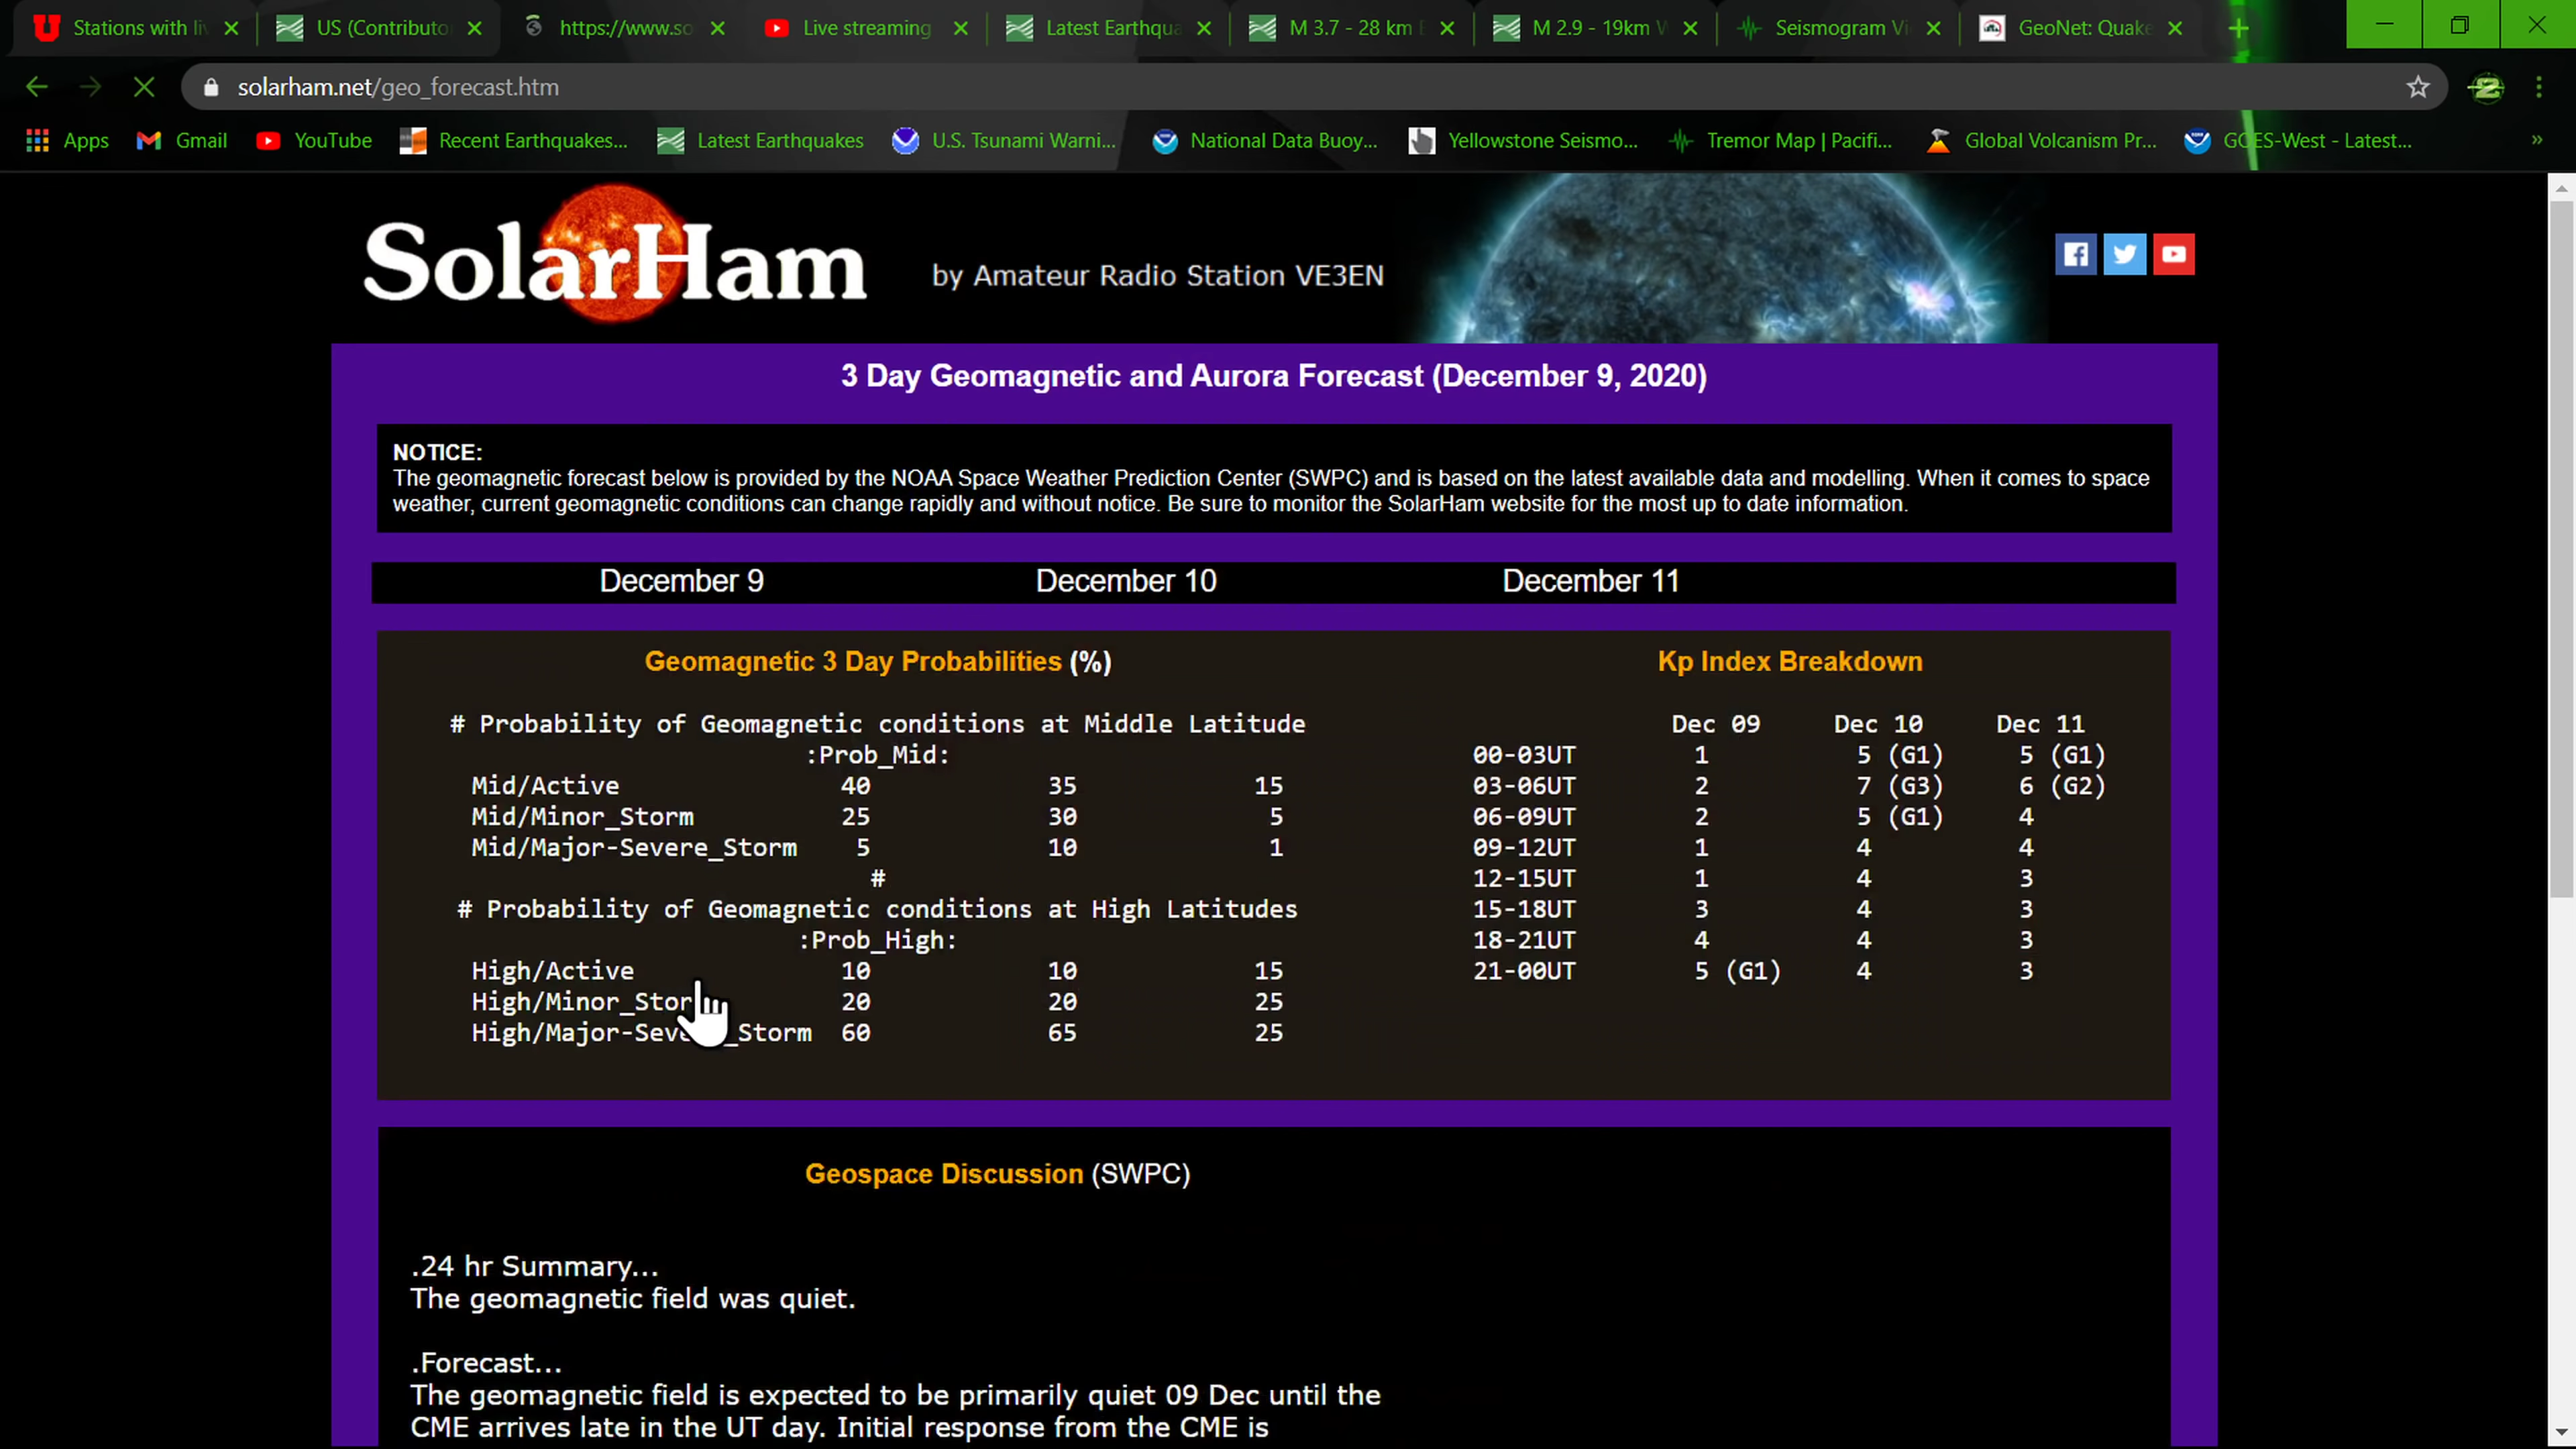 Stations with li
US (Contributo
https://www.so
Live streaming
Latest Earthqua
M 3.7 - 28 km E
M 2.9 - 19km W
Seismogram Vi
GeoNet: Quake
solarham.net/geo_forecast.htm
Apps
Gmail
YouTube
Recent Earthquakes...
Latest Earthquakes
U.S. Tsunami Warni...
National Data Buoy...
Yellowstone Seismo...
Tremor Map | Pacifi...
Global Volcanism Pr...
GOES-West - Latest...
SolarHam
by Amateur Radio Station VE3EN
3 Day Geomagnetic and Aurora Forecast (December 9, 2020)
NOTICE:
The geomagnetic forecast below is provided by the NOAA Space Weather Prediction Center (SWPC) and is based on the latest available data and modelling. When it comes to space
weather, current geomagnetic conditions can change rapidly and without notice. Be sure to monitor the SolarHam website for the most up to date information.
December 9 December 10 December 11
Geomagnetic 3 Day Probabilities (%)
# Probability of Geomagnetic conditions at Middle Latitude
:Prob_Mid:
Mid/Active 40 35 15
Mid/Minor_Storm 25 30 5
Mid/Major-Severe_Storm 5 10 1
#
# Probability of Geomagnetic conditions at High Latitudes
:Prob_High:
High/Active 10 10 15
High/Minor_Stor 20 20 25
High/Major-Seve _Storm 60 65 25
Kp Index Breakdown
Dec 09 Dec 10 Dec 11
00-03UT 1 5 (G1) 5 (G1)
03-06UT 2 7 (G3) 6 (G2)
06-09UT 2 5 (G1) 4
09-12UT 1 4 4
12-15UT 1 4 3
15-18UT 3 4 3
18-21UT 4 4 3
21-00UT 5 (G1) 4 3
Geospace Discussion (SWPC)
.24 hr Summary...
The geomagnetic field was quiet.
.Forecast...
The geomagnetic field is expected to be primarily quiet 09 Dec until the
CME arrives late in the UT day. Initial response from the CME is